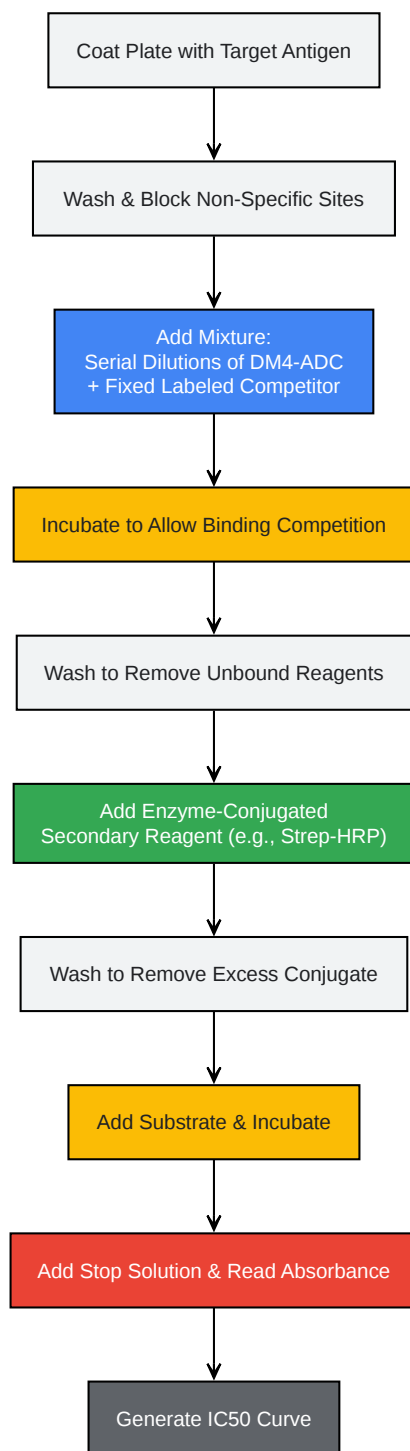 Coat Plate with Target Antigen
Wash & Block Non-Specific Sites
Add Mixture:
Serial Dilutions of DM4-ADC
+ Fixed Labeled Competitor
Incubate to Allow Binding Competition
Wash to Remove Unbound Reagents
Add Enzyme-Conjugated
Secondary Reagent (e.g., Strep-HRP)
Wash to Remove Excess Conjugate
Add Substrate & Incubate
Add Stop Solution & Read Absorbance
Generate IC50 Curve